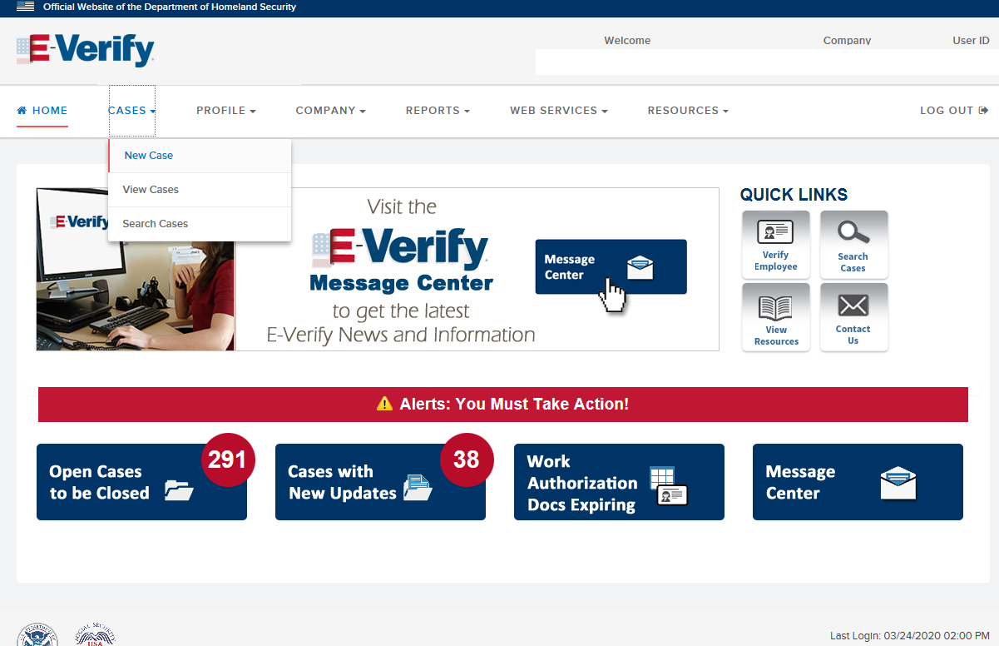 Official Website of the Department of Homeland Security
E-Verify
Welcome Company User ID
HOME CASES PROFILE COMPANY REPORTS WEB SERVICES RESOURCES LOG OUT
New Case
View Cases
Search Cases
E-Verify
Visit the
E-Verify
Message Center
to get the latest
E-Verify News and Information
Message
Center
QUICK LINKS
Verify
Employee
Search
Cases
View
Resources
Contact
Us
Alerts: You Must Take Action!
Open Cases
to be Closed
291
Cases with
New Updates
38
Work
Authorization
Docs Expiring
Message
Center
SOCIAL SECURITY
USA
Last Login: 03/24/2020 02:00 PM